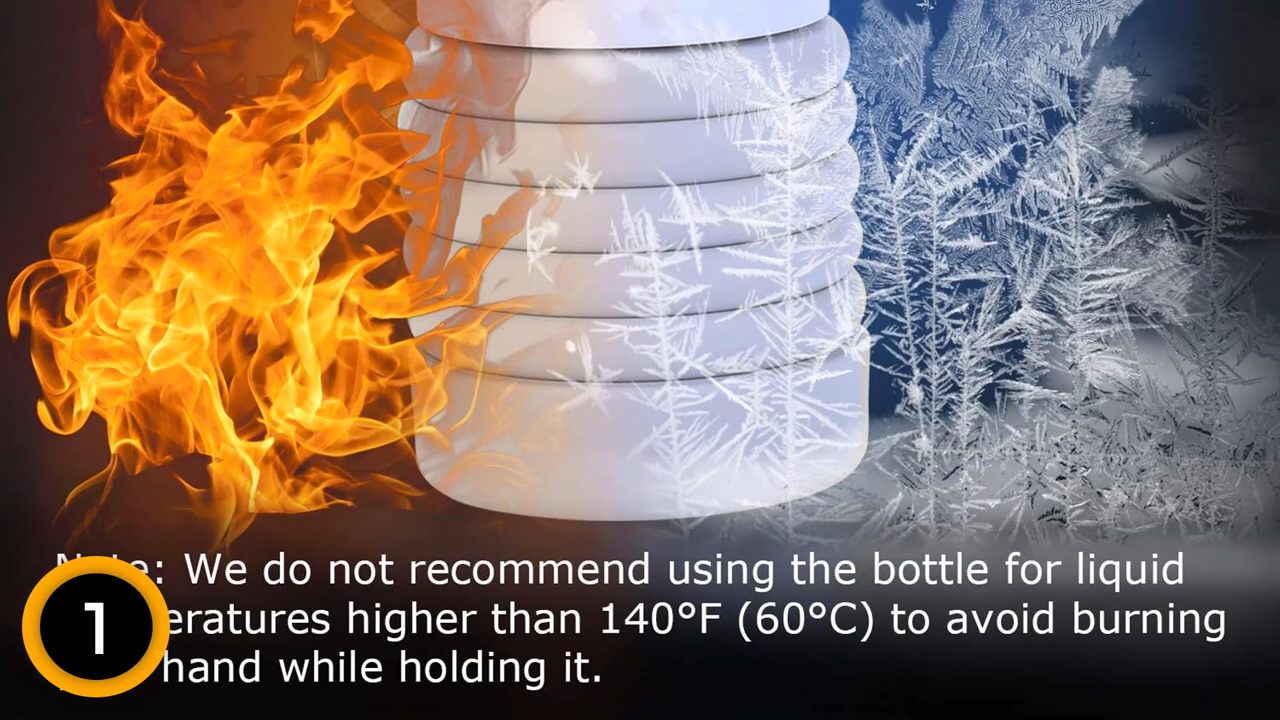 We do not recommend using the bottle for liquid
higher than 140°F (60°C) to avoid burning
hand while holding it.
1